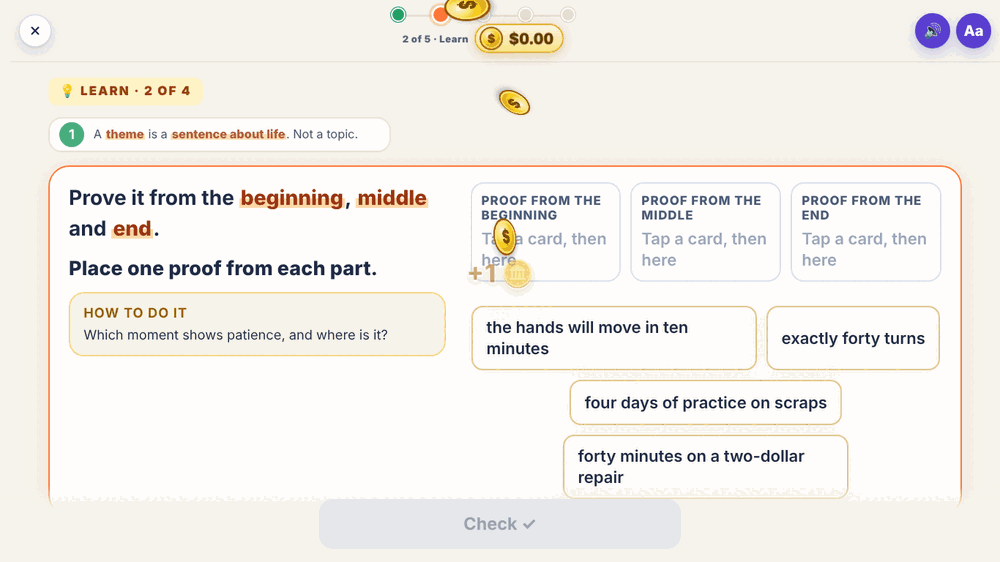 2 of 5 · Learn
$0.00
Aa
LEARN · 2 OF 4
1 A theme is a sentence about life. Not a topic.
Prove it from the beginning, middle
and end.
Place one proof from each part.
HOW TO DO IT
Which moment shows patience, and where is it?
PROOF FROM THE
BEGINNING
Tap a card, then
here
PROOF FROM THE
MIDDLE
Tap a card, then
here
PROOF FROM THE
END
Tap a card, then
here
+1
the hands will move in ten
minutes
exactly forty turns
four days of practice on scraps
forty minutes on a two-dollar
repair
Check ✓